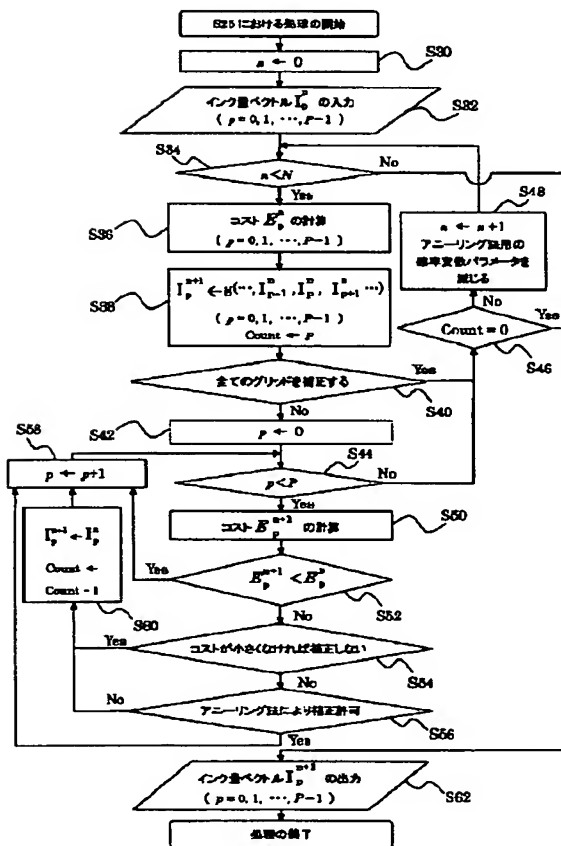 S25における処理の開始
n ← 0
S30
インク量ベクトル I_p^n の入力
( p=0, 1, …, P−1 )
S32
S34
n<N
No
Yes
S36
コスト E_p^n の計算
( p=0, 1, …, P−1 )
S48
n ← n+1
アニーリング法用の
確率変数パラメータを
減じる
S38
I_p^{n+1} ← g(…, I_{p-1}^n, I_p^n, I_{p+1}^n …)
( p=0, 1, …, P−1 )
Count ← P
No
Yes
Count = 0
S46
全てのグリッドを補正する
Yes
S40
No
S42
p ← 0
S58
p ← p+1
S44
p<P
No
Yes
コスト E_p^{n+1} の計算
S50
I_p^{n+1} ← I_p^n
Count ←
Count − 1
S60
Yes
E_p^{n+1} < E_p^n
S52
No
Yes
コストが小さくなければ補正しない
S54
No
No
アニーリング法により補正許可
S56
Yes
インク量ベクトル I_p^{n+1} の出力
( p=0, 1, …, P−1 )
S62
処理の終了